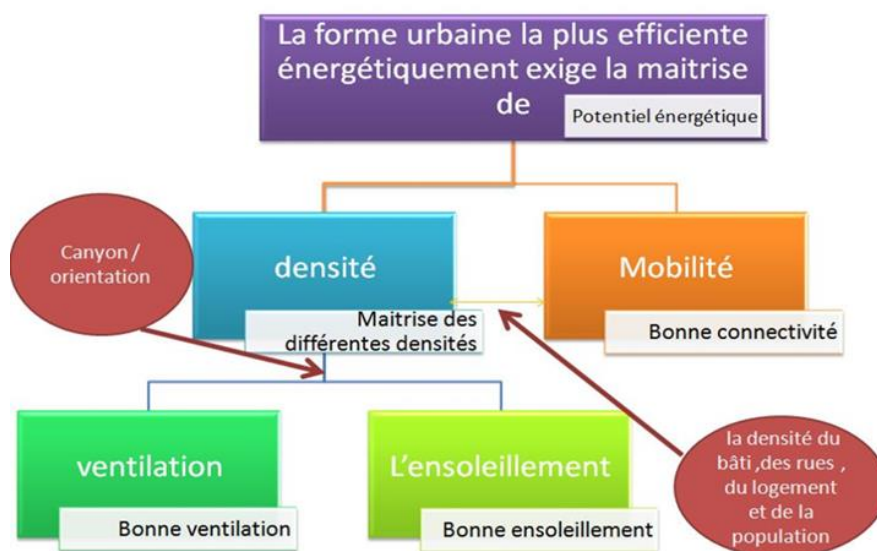 La forme urbaine la plus efficiente
énergétiquement exige la maitrise
de
Potentiel énergétique
Canyon /
orientation
densité
Maitrise des
différentes densités
Mobilité
Bonne connectivité
ventilation
Bonne ventilation
L'ensoleillement
Bonne ensoleillement
la densité du
bâti ,des rues ,
du logement
et de la
population